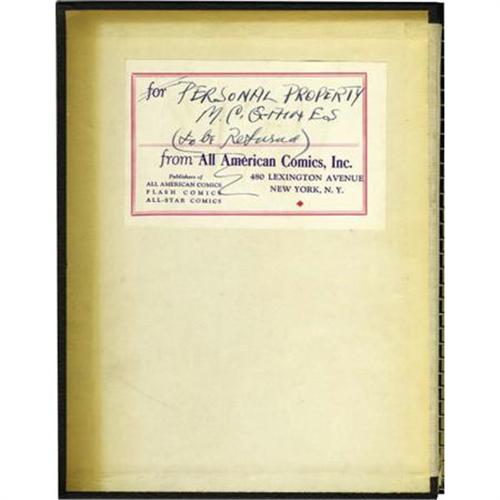 for PERSONAL PROPERTY
M. C. GAINES
(to be Returned)
from All American Comics, Inc.
Publishers of
ALL AMERICAN COMICS
FLASH COMICS
ALL-STAR COMICS
480 LEXINGTON AVENUE
NEW YORK, N. Y.